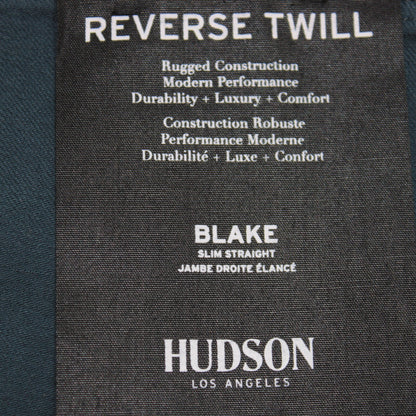 REVERSE TWILL
Rugged Construction
Modern Performance
Durability + Luxury + Comfort
Construction Robuste
Performance Moderne
Durabilité + Luxe + Confort
BLAKE
SLIM STRAIGHT
JAMBE DROITE ÉLANCÉ
HUDSON
LOS ANGELES